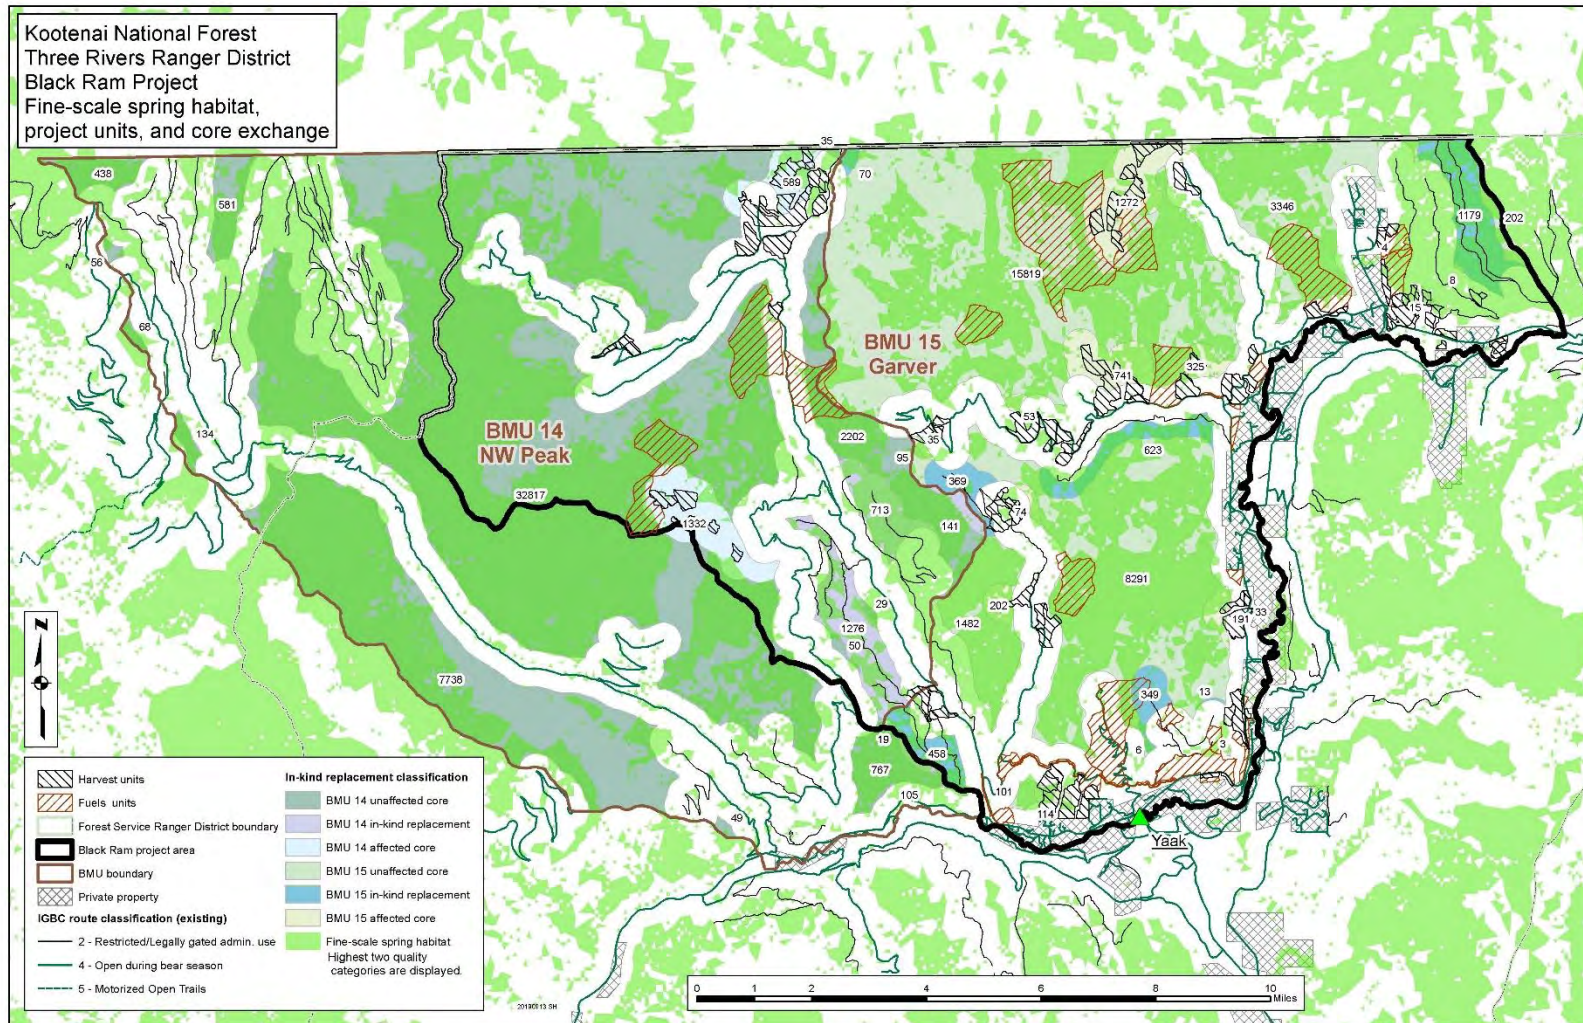 Kootenai National Forest
Three Rivers Ranger District
Black Ram Project
Fine-scale spring habitat,
project units, and core exchange
35
438
581
589
70
1272
3346
1179
202
4
56
15819
8
15
68
BMU 15
Garver
741
325
134
BMU 14
NW Peak
2202
35
53
95
623
32817
369
713
74
1332
141
8291
29
202
1276
1482
191
33
50
7738
349
13
19
6
3
458
767
105
101
49
114
Yaak
N
Harvest units
Fuels units
Forest Service Ranger District boundary
Black Ram project area
BMU boundary
Private property
IGBC route classification (existing)
2 - Restricted/Legally gated admin. use
4 - Open during bear season
5 - Motorized Open Trails
In-kind replacement classification
BMU 14 unaffected core
BMU 14 in-kind replacement
BMU 14 affected core
BMU 15 unaffected core
BMU 15 in-kind replacement
BMU 15 affected core
Fine-scale spring habitat
Highest two quality
categories are displayed.
0 2 4 6 8 10
Miles